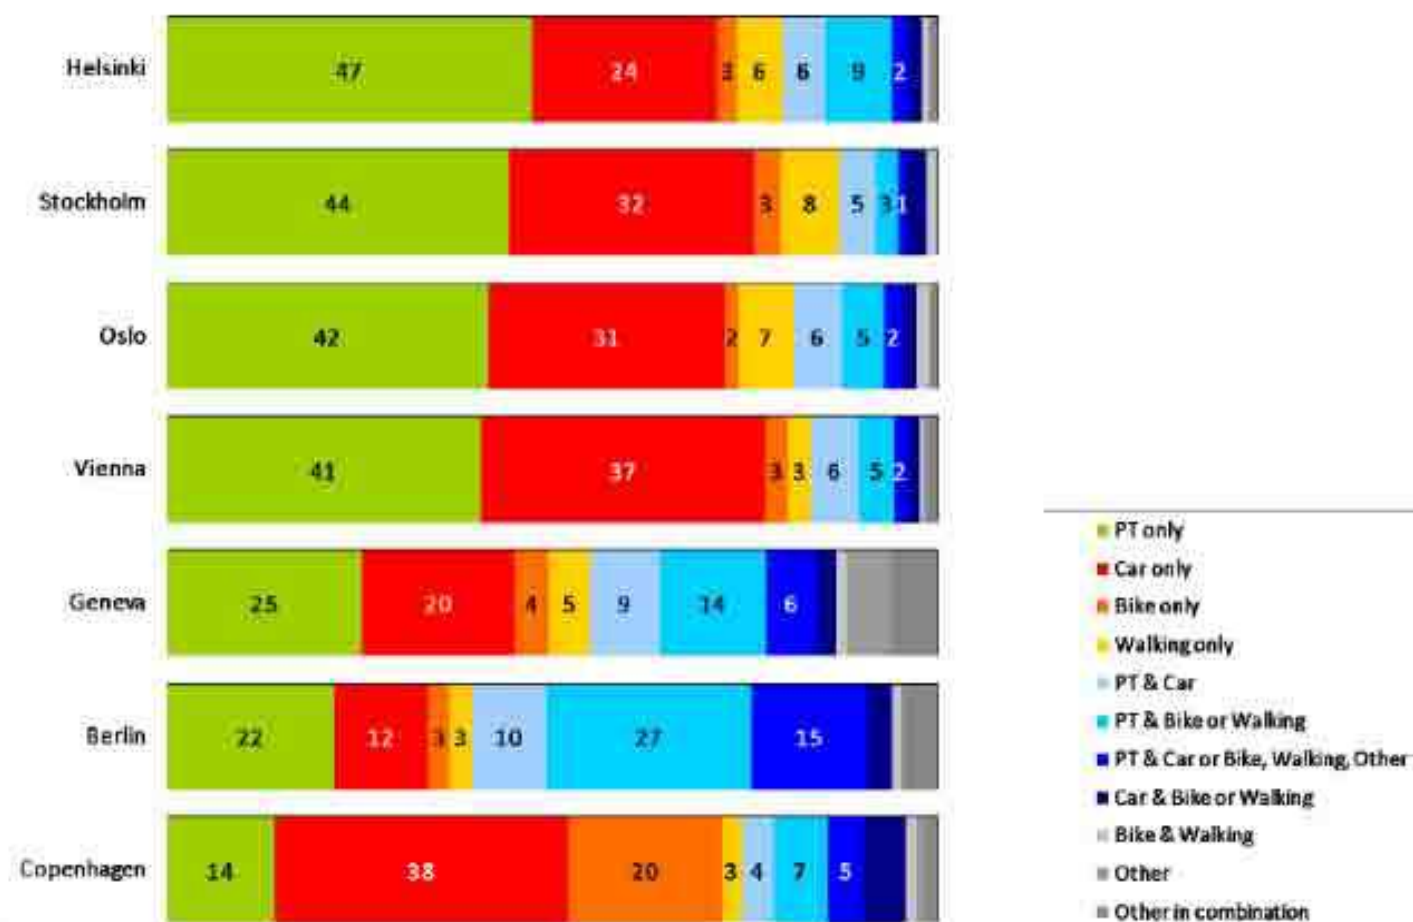 Helsinki 47 24 3 6 6 9 2
Stockholm 44 32 3 8 5 3 1
Oslo 42 31 2 7 6 5 2
Vienna 41 37 3 3 6 5 2
Geneva 25 20 4 5 9 14 6
Berlin 22 12 3 3 10 27 15
Copenhagen 14 38 20 3 4 7 5
PT only
Car only
Bike only
Walking only
PT & Car
PT & Bike or Walking
PT & Car or Bike, Walking, Other
Car & Bike or Walking
Bike & Walking
Other
Other in combination